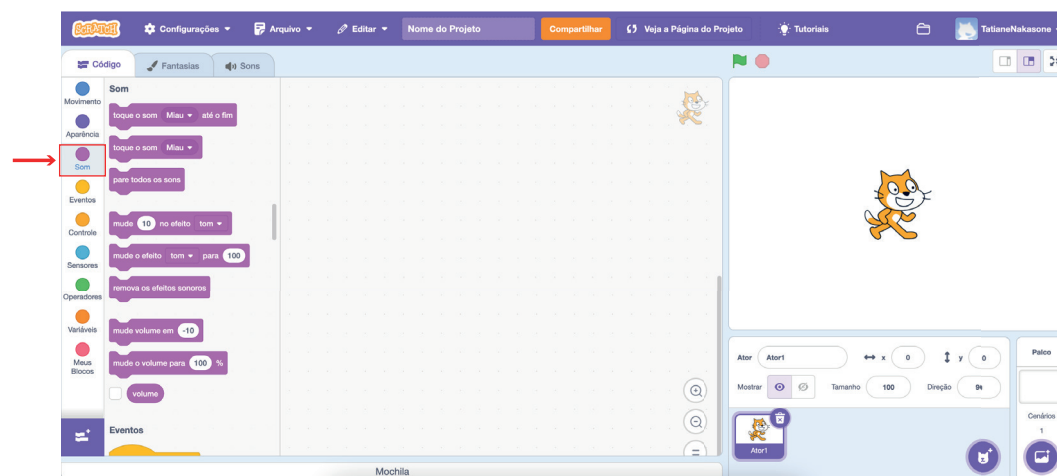 SCRATCH Configurações Arquivo Editar Nome do Projeto Compartilhar Veja a Página do Projeto Tutoriais TatianeNakasone
Código Fantasias Sons
Movimento
Aparência
Som
Eventos
Controle
Sensores
Operadores
Variáveis
Meus
Blocos
Som
toque o som Miau até o fim
toque o som Miau
pare todos os sons
mude 10 no efeito tom
mude o efeito tom para 100
remova os efeitos sonoros
mude volume em -10
mude o volume para 100 %
volume
Eventos
Mochila
Ator Ator1 x 0 y 0
Mostrar Tamanho 100 Direção
Ator1
Palco
Cenários
1